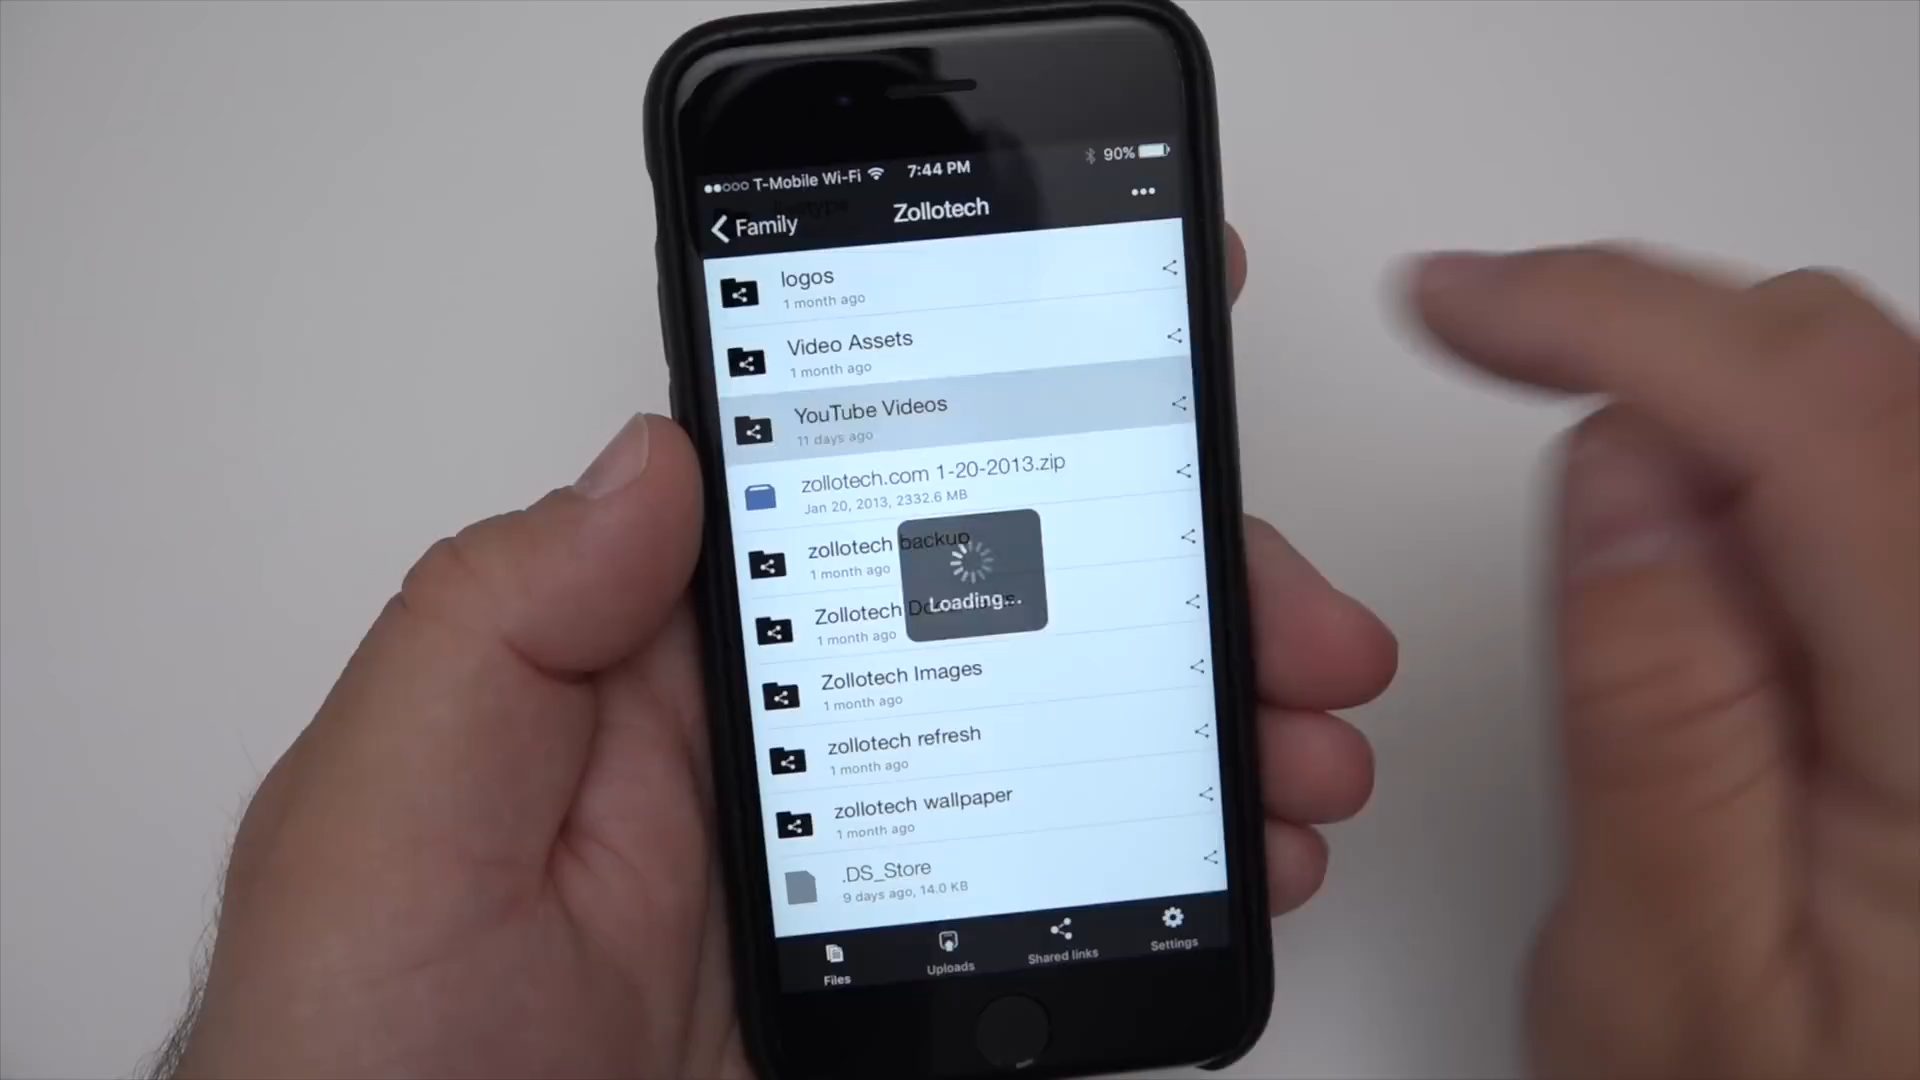 T-Mobile Wi-Fi 7:44 PM 90%
Family Zollotech
logos
1 month ago
Video Assets
1 month ago
YouTube Videos
11 days ago
zollotech.com 1-20-2013.zip
Jan 20, 2013, 2332.6 MB
zollotech backup
1 month ago
Loading...
Zollotech
1 month ago
Zollotech Images
1 month ago
zollotech refresh
1 month ago
zollotech wallpaper
1 month ago
.DS_Store
9 days ago, 14.0 KB
Files Uploads Shared links Settings